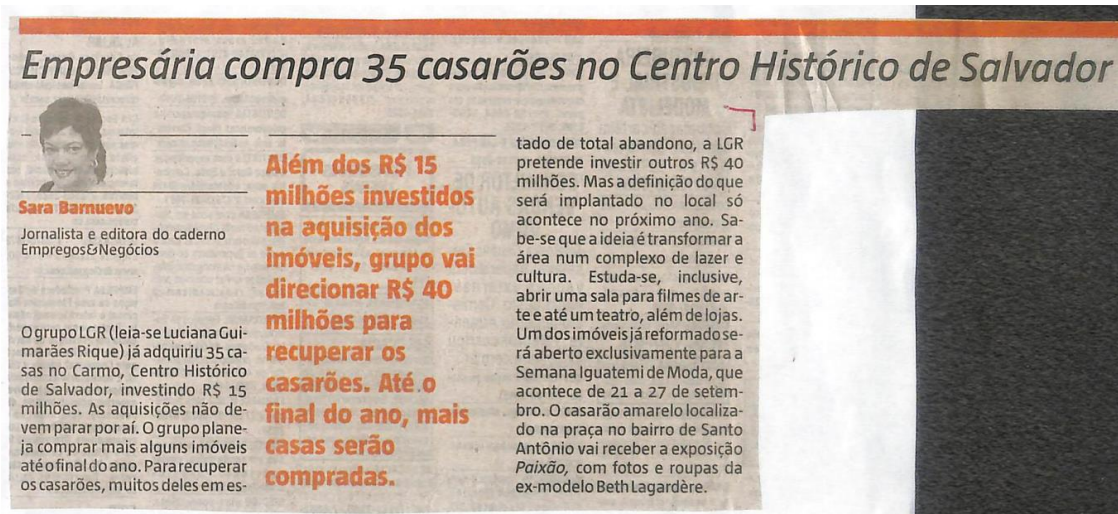 Empresária compra 35 casarões no Centro Histórico de Salvador
Sara Barnuevo
Jornalista e editora do caderno
Empregos&Negócios
O grupo LGR (leia-se Luciana Gui-
marães Rique) já adquiriu 35 ca-
sas no Carmo, Centro Histórico
de Salvador, investindo R$ 15
milhões. As aquisições não de-
vem parar por aí. O grupo plane-
ja comprar mais alguns imóveis
até o final do ano. Para recuperar
os casarões, muitos deles em es-
Além dos R$ 15
milhões investidos
na aquisição dos
imóveis, grupo vai
direcionar R$ 40
milhões para
recuperar os
casarões. Até o
final do ano, mais
casas serão
compradas.
tado de total abandono, a LGR
pretende investir outros R$ 40
milhões. Mas a definição do que
será implantado no local só
acontece no próximo ano. Sa-
be-se que a ideia é transformar a
área num complexo de lazer e
cultura. Estuda-se, inclusive,
abrir uma sala para filmes de ar-
te e até um teatro, além de lojas.
Um dos imóveis já reformado se-
rá aberto exclusivamente para a
Semana Iguatemi de Moda, que
acontece de 21 a 27 de setem-
bro. O casarão amarelo localiza-
do na praça no bairro de Santo
Antônio vai receber a exposição
Paixão, com fotos e roupas da
ex-modelo Beth Lagardère.